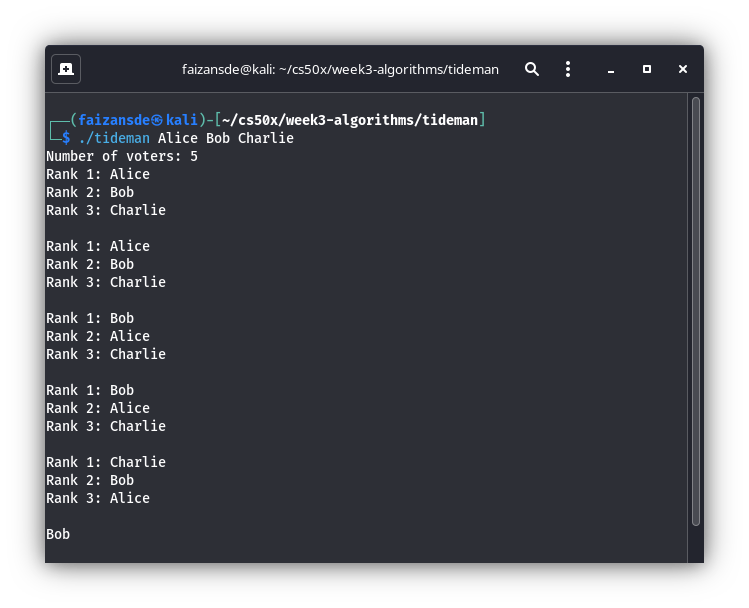 faizansde@kali: ~/cs50x/week3-algorithms/tideman
┌──(faizansde㉿kali)-[~/cs50x/week3-algorithms/tideman]
└─$ ./tideman Alice Bob Charlie
Number of voters: 5
Rank 1: Alice
Rank 2: Bob
Rank 3: Charlie
Rank 1: Alice
Rank 2: Bob
Rank 3: Charlie
Rank 1: Bob
Rank 2: Alice
Rank 3: Charlie
Rank 1: Bob
Rank 2: Alice
Rank 3: Charlie
Rank 1: Charlie
Rank 2: Bob
Rank 3: Alice
Bob